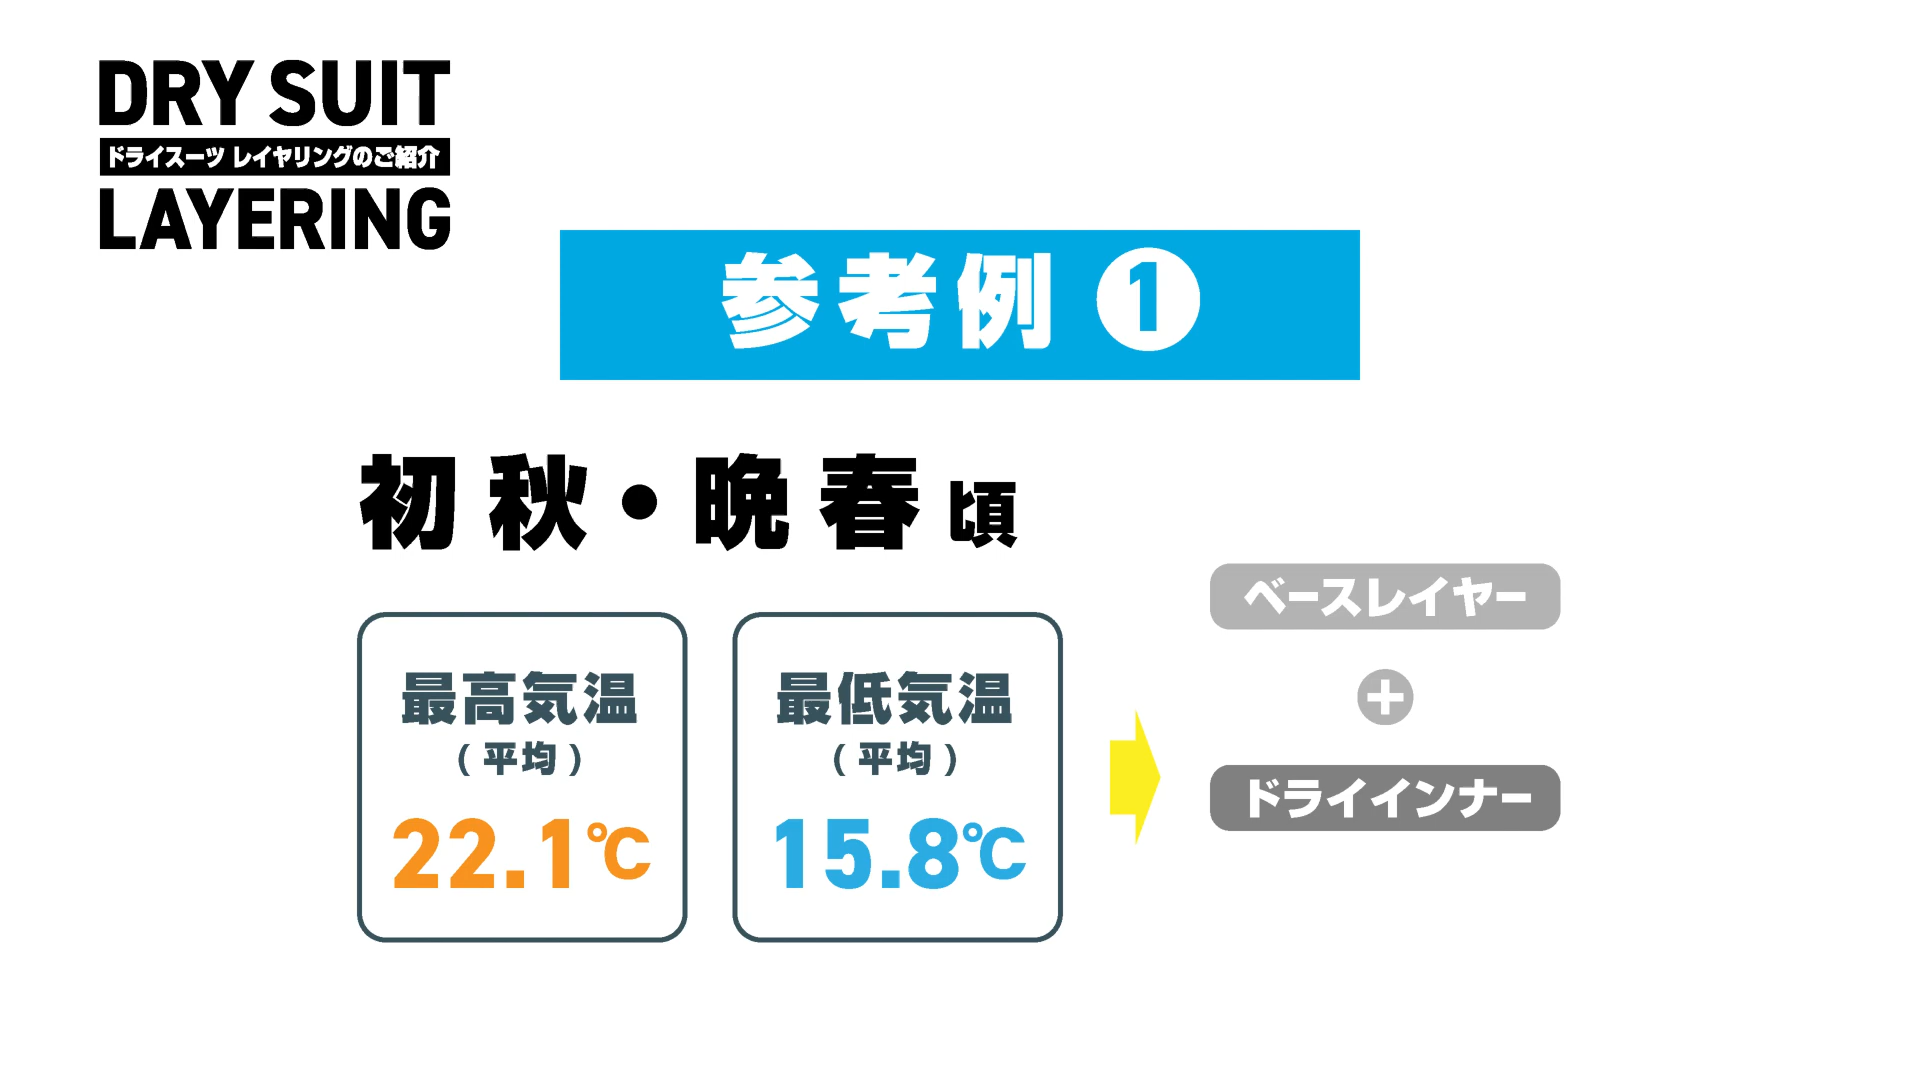 DRY SUIT
ドライスーツ レイヤリングのご紹介
LAYERING
参考例 ❶
初秋・晩春頃
最高気温
(平均)
22.1℃
最低気温
(平均)
15.8℃
ベースレイヤー
+
ドライインナー